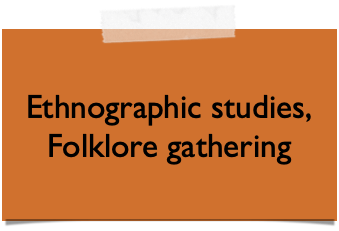 Ethnographic studies,
Folklore gathering